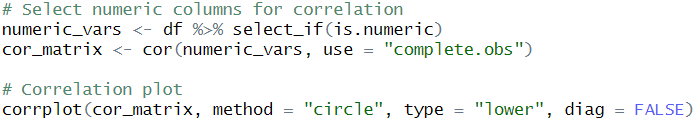 # Select numeric columns for correlation
numeric_vars <- df %>% select_if(is.numeric)
cor_matrix <- cor(numeric_vars, use = "complete.obs")
# Correlation plot
corrplot(cor_matrix, method = "circle", type = "lower", diag = FALSE)